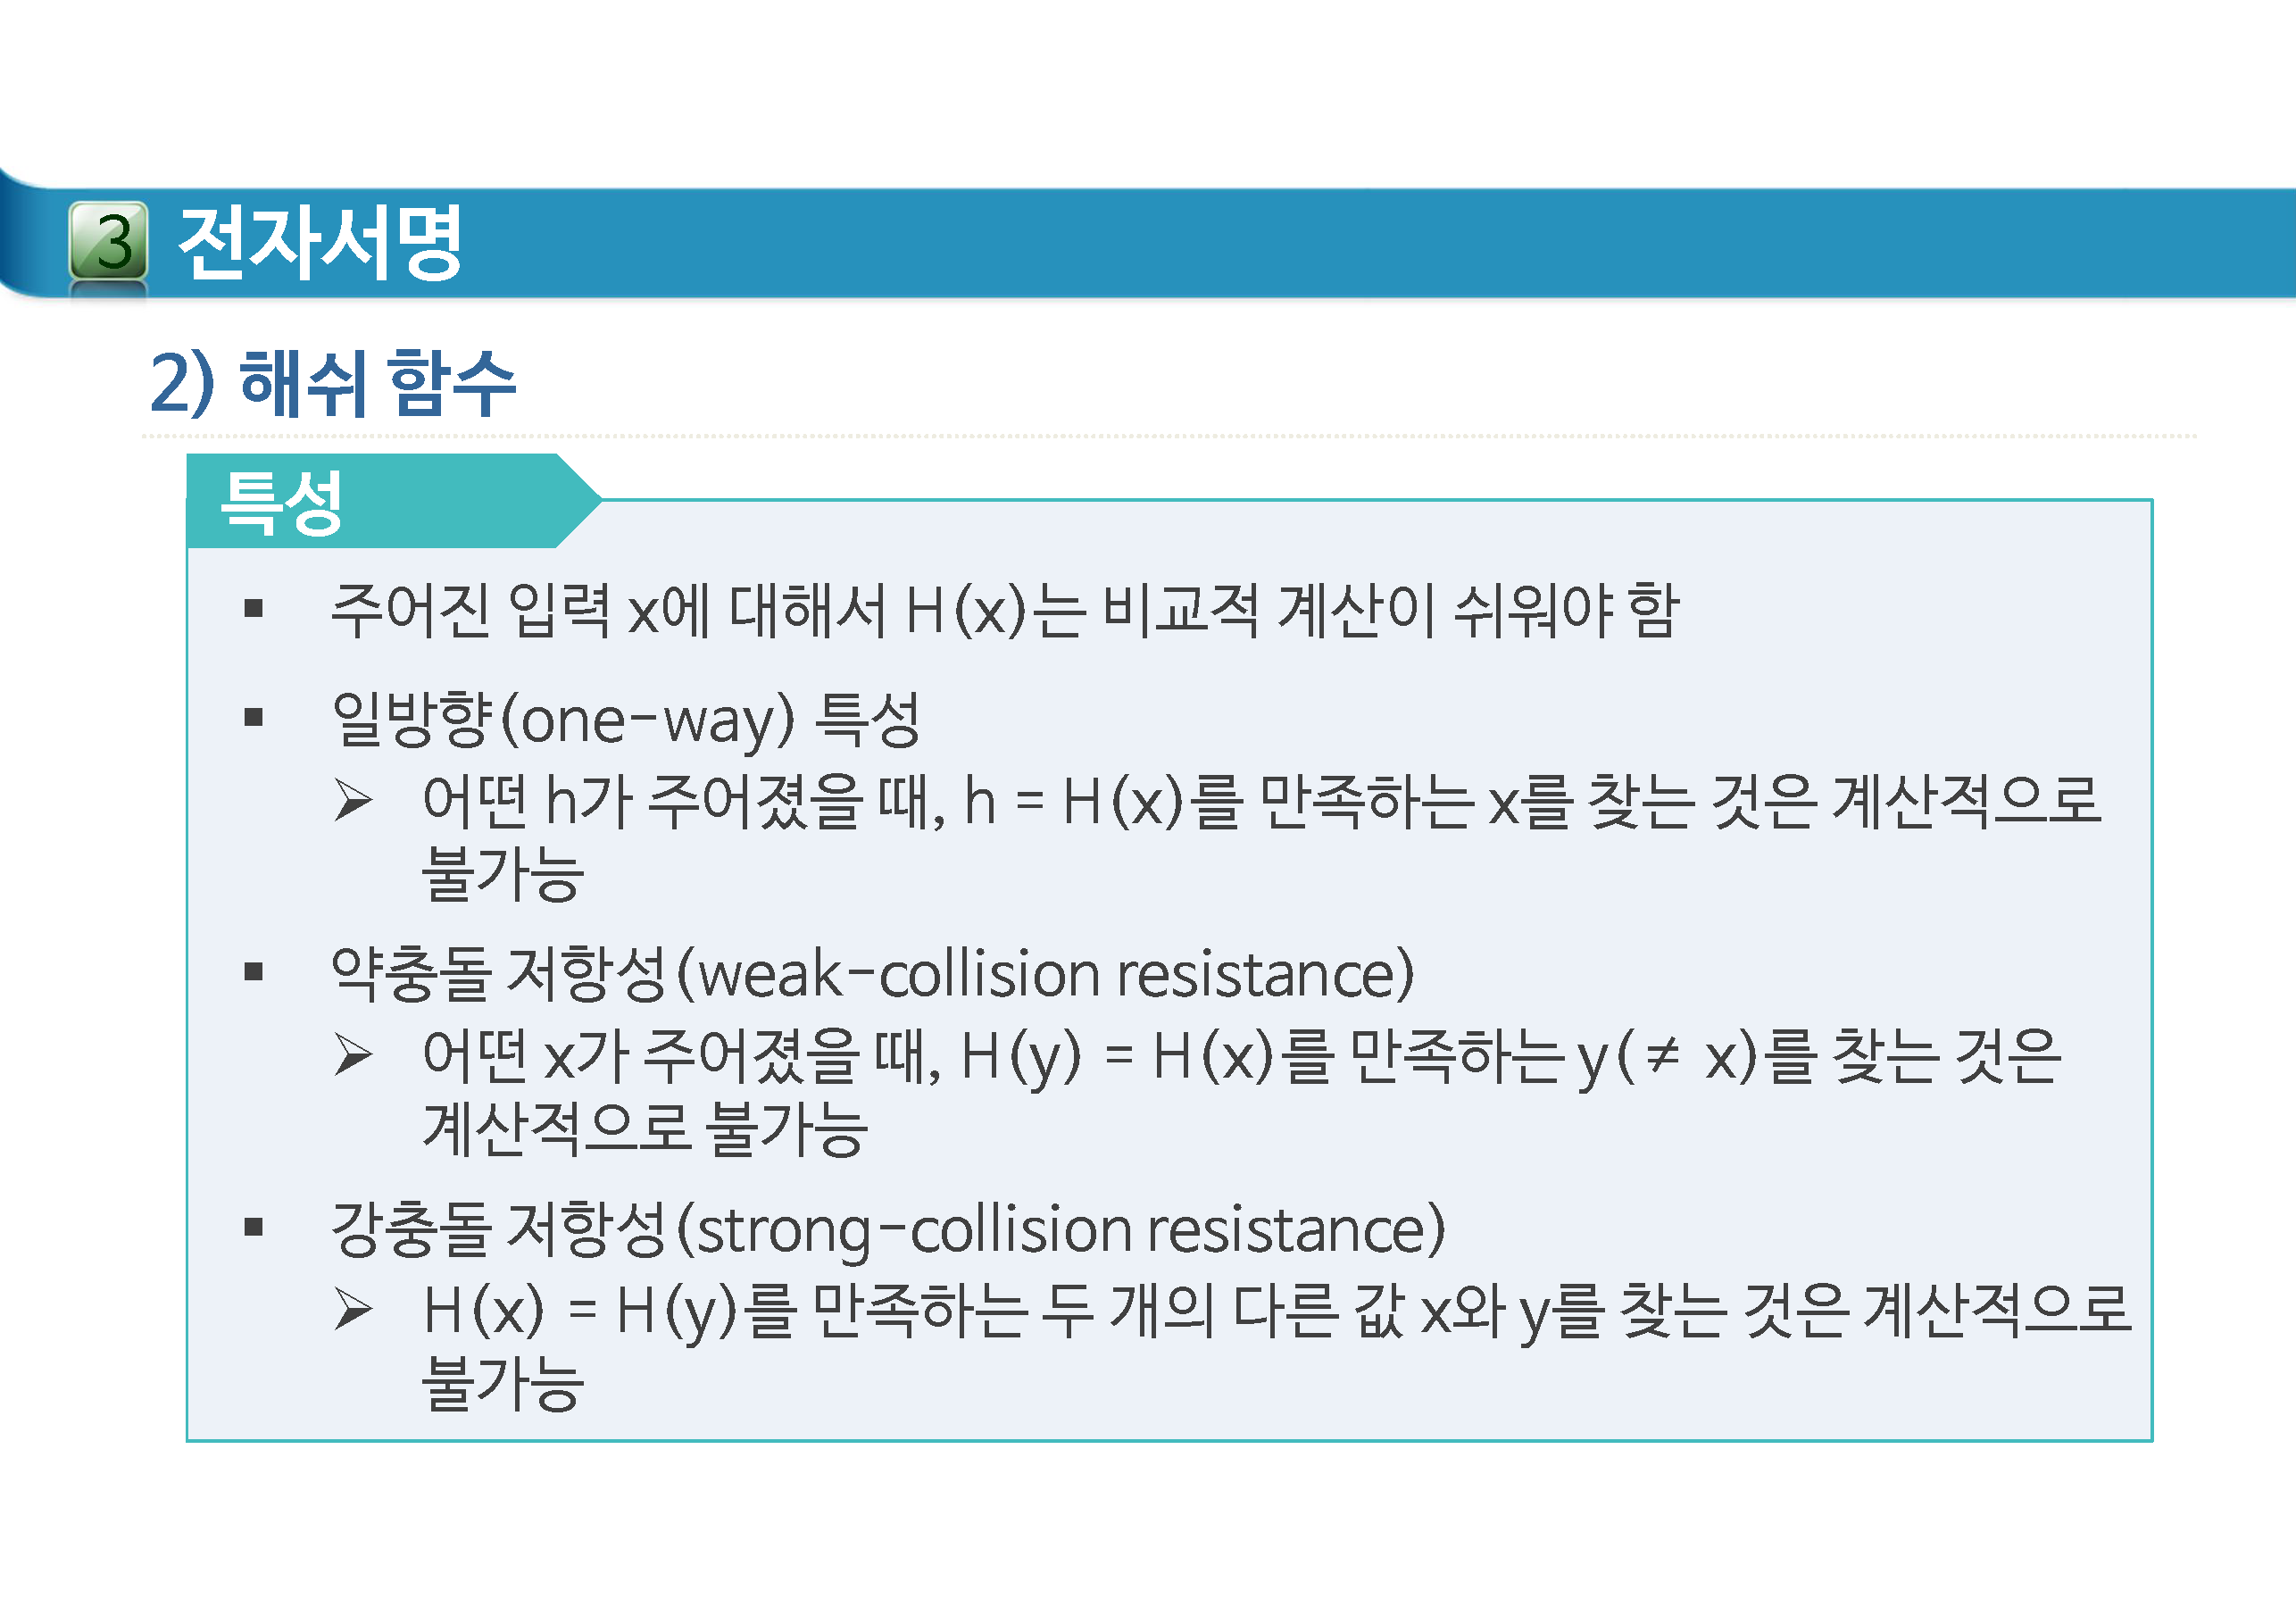 3 전자서명
2) 해쉬 함수
특성
▪ 주어진 입력 x에 대해서 H(x)는 비교적 계산이 쉬워야 함
▪ 일방향(one-way) 특성
➢ 어떤 h가 주어졌을 때, h = H(x)를 만족하는 x를 찾는 것은 계산적으로
불가능
▪ 약충돌 저항성(weak-collision resistance)
➢ 어떤 x가 주어졌을 때, H(y) = H(x)를 만족하는 y(≠ x)를 찾는 것은
계산적으로 불가능
▪ 강충돌 저항성(strong-collision resistance)
➢ H(x) = H(y)를 만족하는 두 개의 다른 값 x와 y를 찾는 것은 계산적으로
불가능